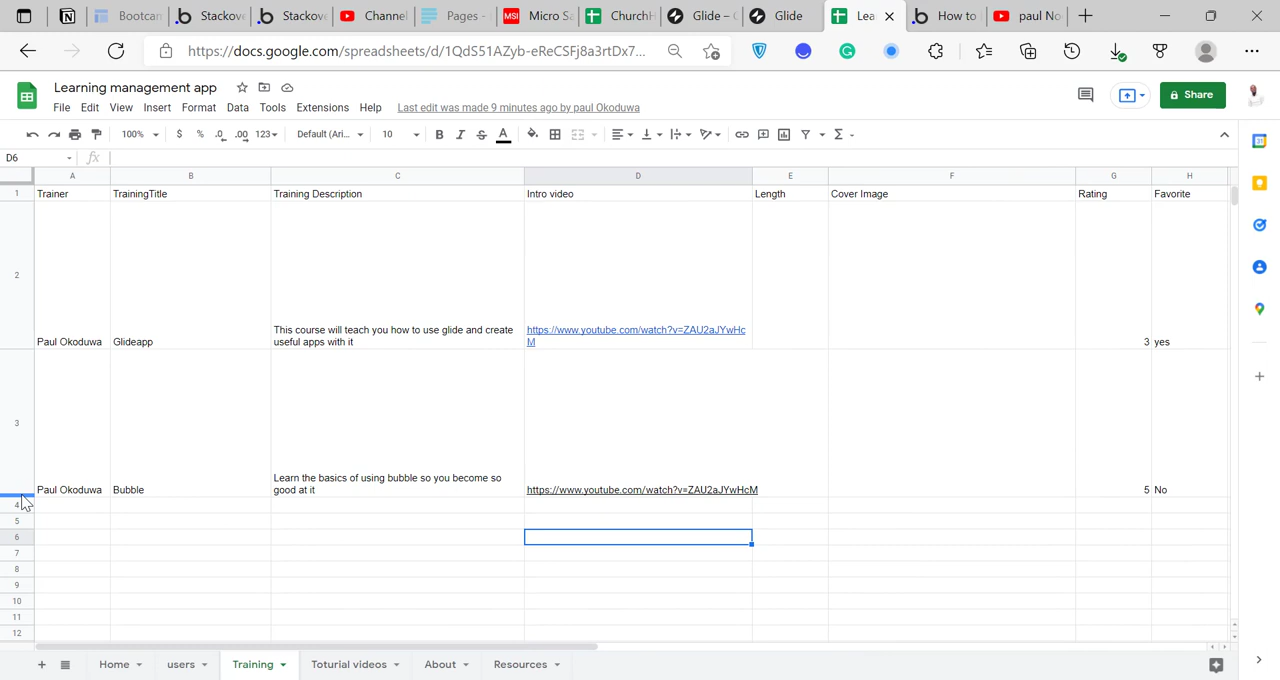 Bootcan
Stackove
Stackove
Channel
Pages -
MSI
Micro Sa
ChurchH
Glide – C
Glide
Lea
How to
paul No
https://docs.google.com/spreadsheets/d/1QdS51AZyb-eReCSFj8a3rtDx7...
Learning management app
File Edit View Insert Format Data Tools Extensions Help Last edit was made 9 minutes ago by paul Okoduwa
Share
100% $ % .0 .00 123 Default (Ari... 10 B I S A
D6
fx
A B C D E F G H
1 Trainer TrainingTitle Training Description Intro video Length Cover Image Rating Favorite
2 Paul Okoduwa Glideapp This course will teach you how to use glide and create
useful apps with it
https://www.youtube.com/watch?v=ZAU2aJYwHc
M
3 yes
3 Paul Okoduwa Bubble Learn the basics of using bubble so you become so
good at it
https://www.youtube.com/watch?v=ZAU2aJYwHcM
5 No
4
5
6
7
8
9
10
11
12
Home users Training Toturial videos About Resources